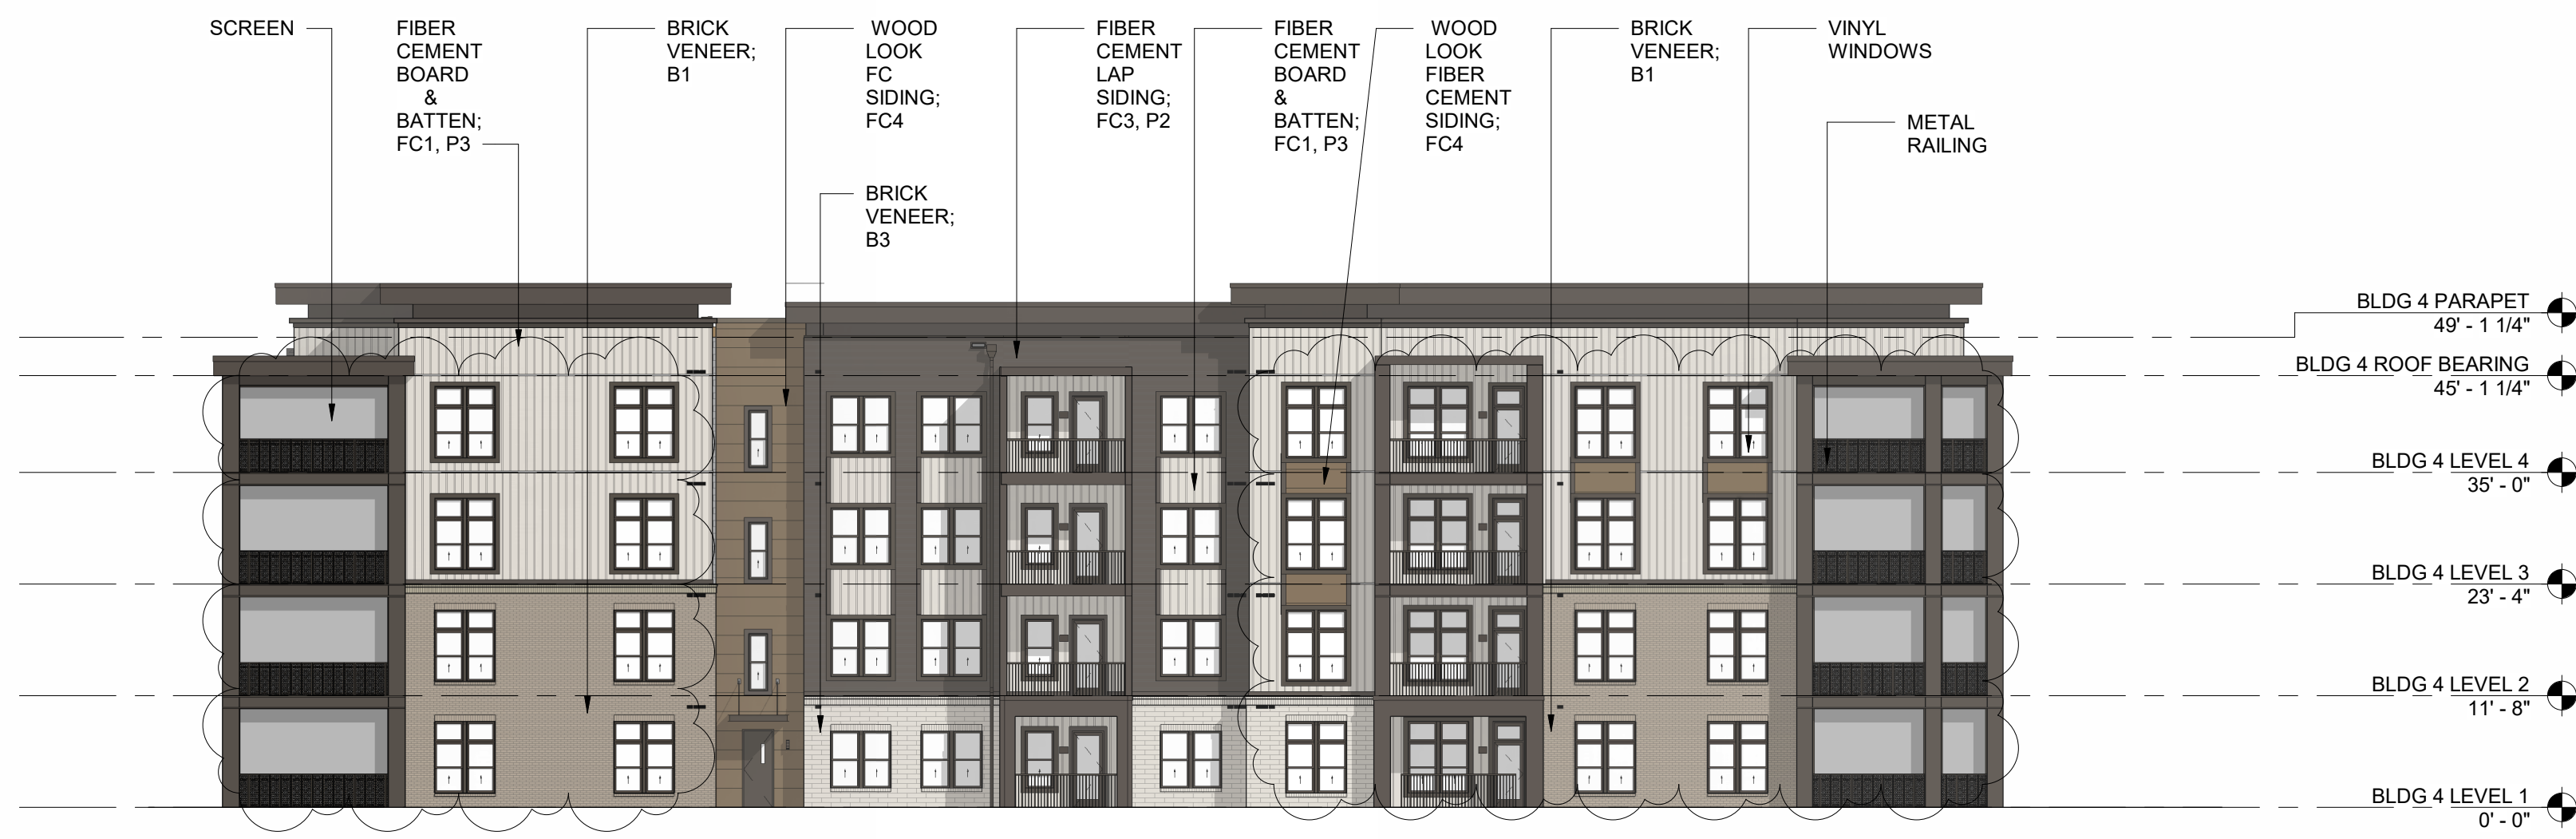 SCREEN
FIBER
CEMENT
BOARD
&
BATTEN;
FC1, P3
BRICK
VENEER;
B1
WOOD
LOOK
FC
SIDING;
FC4
BRICK
VENEER;
B3
FIBER
CEMENT
LAP
SIDING;
FC3, P2
FIBER
CEMENT
BOARD
&
BATTEN;
FC1, P3
WOOD
LOOK
FIBER
CEMENT
SIDING;
FC4
BRICK
VENEER;
B1
VINYL
WINDOWS
METAL
RAILING
BLDG 4 PARAPET
49' - 1 1/4"
BLDG 4 ROOF BEARING
45' - 1 1/4"
BLDG 4 LEVEL 4
35' - 0"
BLDG 4 LEVEL 3
23' - 4"
BLDG 4 LEVEL 2
11' - 8"
BLDG 4 LEVEL 1
0' - 0"